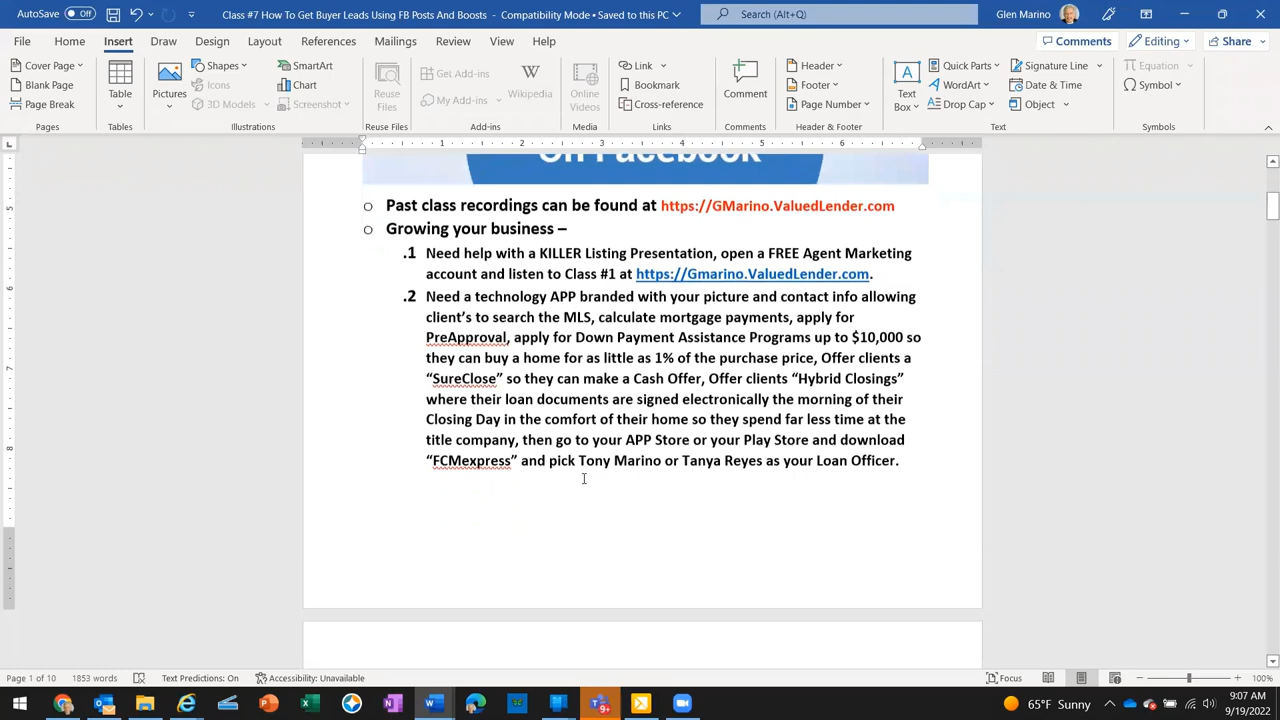 AutoSave Off
Class #7 How To Get Buyer Leads Using FB Posts And Boosts - Compatibility Mode • Saved to this PC
Search (Alt+Q)
Glen Marino
File Home Insert Draw Design Layout References Mailings Review View Help
Comments Editing Share
Cover Page
Blank Page
Page Break
Pages
Table
Tables
Pictures
Shapes
Icons
3D Models
SmartArt
Chart
Screenshot
Illustrations
Reuse
Files
Reuse Files
Get Add-ins
My Add-ins
Wikipedia
Add-ins
Online
Videos
Media
Link
Bookmark
Cross-reference
Links
Comment
Comments
Header
Footer
Page Number
Header & Footer
Text
Box
Quick Parts
WordArt
Drop Cap
Signature Line
Date & Time
Object
Text
Equation
Symbol
Symbols
1 2 3 4 5 6
6
7
8
On Facebook
o Past class recordings can be found at https://GMarino.ValuedLender.com
o Growing your business –
.1 Need help with a KILLER Listing Presentation, open a FREE Agent Marketing
account and listen to Class #1 at https://Gmarino.ValuedLender.com.
.2 Need a technology APP branded with your picture and contact info allowing
client’s to search the MLS, calculate mortgage payments, apply for
PreApproval, apply for Down Payment Assistance Programs up to $10,000 so
they can buy a home for as little as 1% of the purchase price, Offer clients a
“SureClose” so they can make a Cash Offer, Offer clients “Hybrid Closings”
where their loan documents are signed electronically the morning of their
Closing Day in the comfort of their home so they spend far less time at the
title company, then go to your APP Store or your Play Store and download
“FCMexpress” and pick Tony Marino or Tanya Reyes as your Loan Officer.
Page 1 of 10 1853 words Text Predictions: On Accessibility: Unavailable Focus 100%
65°F Sunny
9:07 AM
9/19/2022